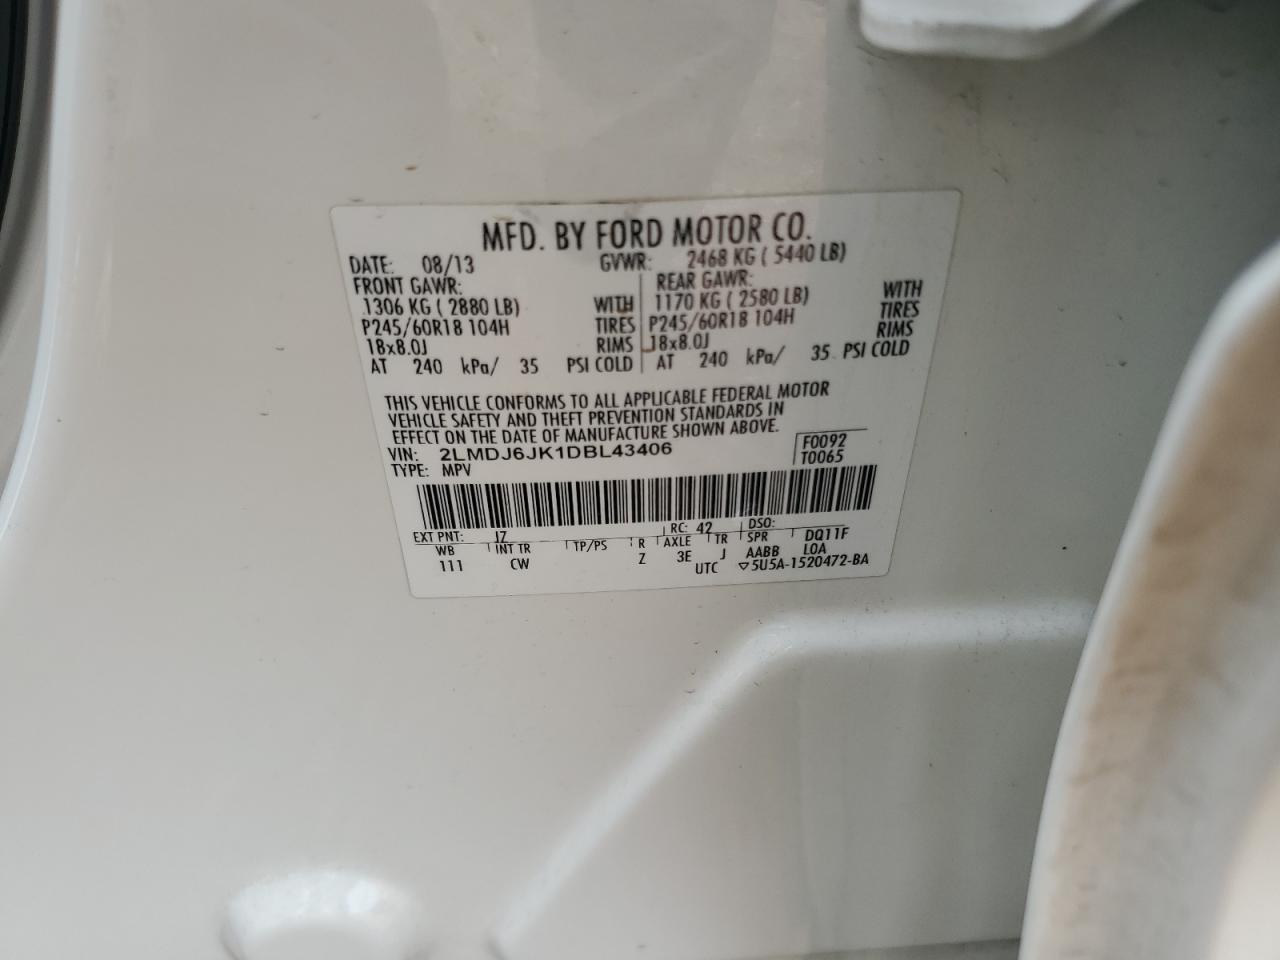 MFD. BY FORD MOTOR CO.
DATE: 08/13 GVWR: 2468 KG ( 5440 LB)
FRONT GAWR: REAR GAWR:
1306 KG ( 2880 LB) WITH 1170 KG ( 2580 LB) WITH
P245/60R18 104H TIRES P245/60R18 104H TIRES
18x8.0J RIMS 18x8.0J RIMS
AT 240 kPa/ 35 PSI COLD AT 240 kPa/ 35 PSI COLD
THIS VEHICLE CONFORMS TO ALL APPLICABLE FEDERAL MOTOR
VEHICLE SAFETY AND THEFT PREVENTION STANDARDS IN
EFFECT ON THE DATE OF MANUFACTURE SHOWN ABOVE.
VIN: 2LMDJ6JK1DBL43406 F0092
TYPE: MPV T0065
EXT PNT: JZ RC: 42 DSO:
WB INT TR TP/PS R AXLE TR SPR DQ11F
111 CW Z 3E J AABB LOA
UTC ▽5U5A-1520472-BA